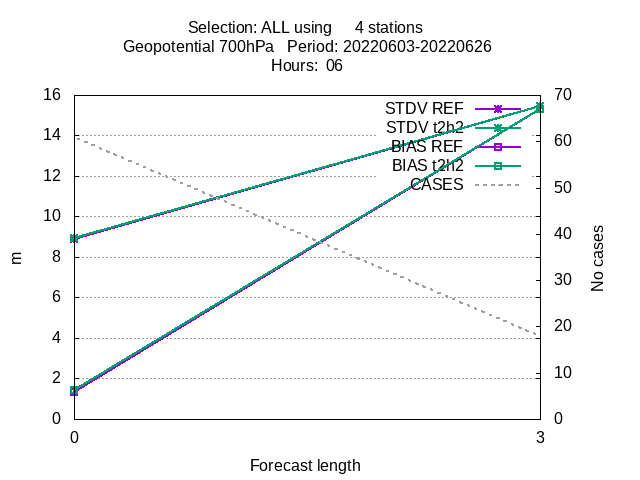 Selection: ALL using     4 stations
Geopotential 700hPa   Period: 20220603-20220626
Hours:  06
16 70
STDV REF
14 60
STDV t2h2
BIAS REF
12 50
BIAS t2h2
CASES
10 40
8 30
6
4 20
2 10
0 0
m
No cases
0 3
Forecast length